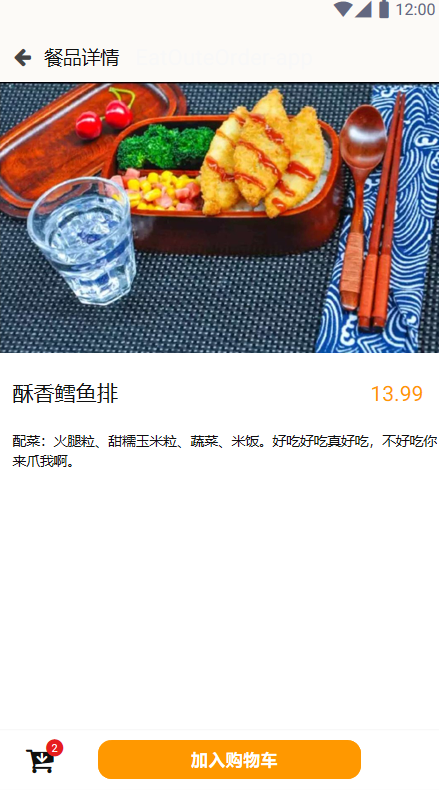 12:00
餐品详情
酥香鳕鱼排
13.99
配菜：火腿粒、甜糯玉米粒、蔬菜、米饭。好吃好吃真好吃，不好吃你
来爪我啊。
2
加入购物车